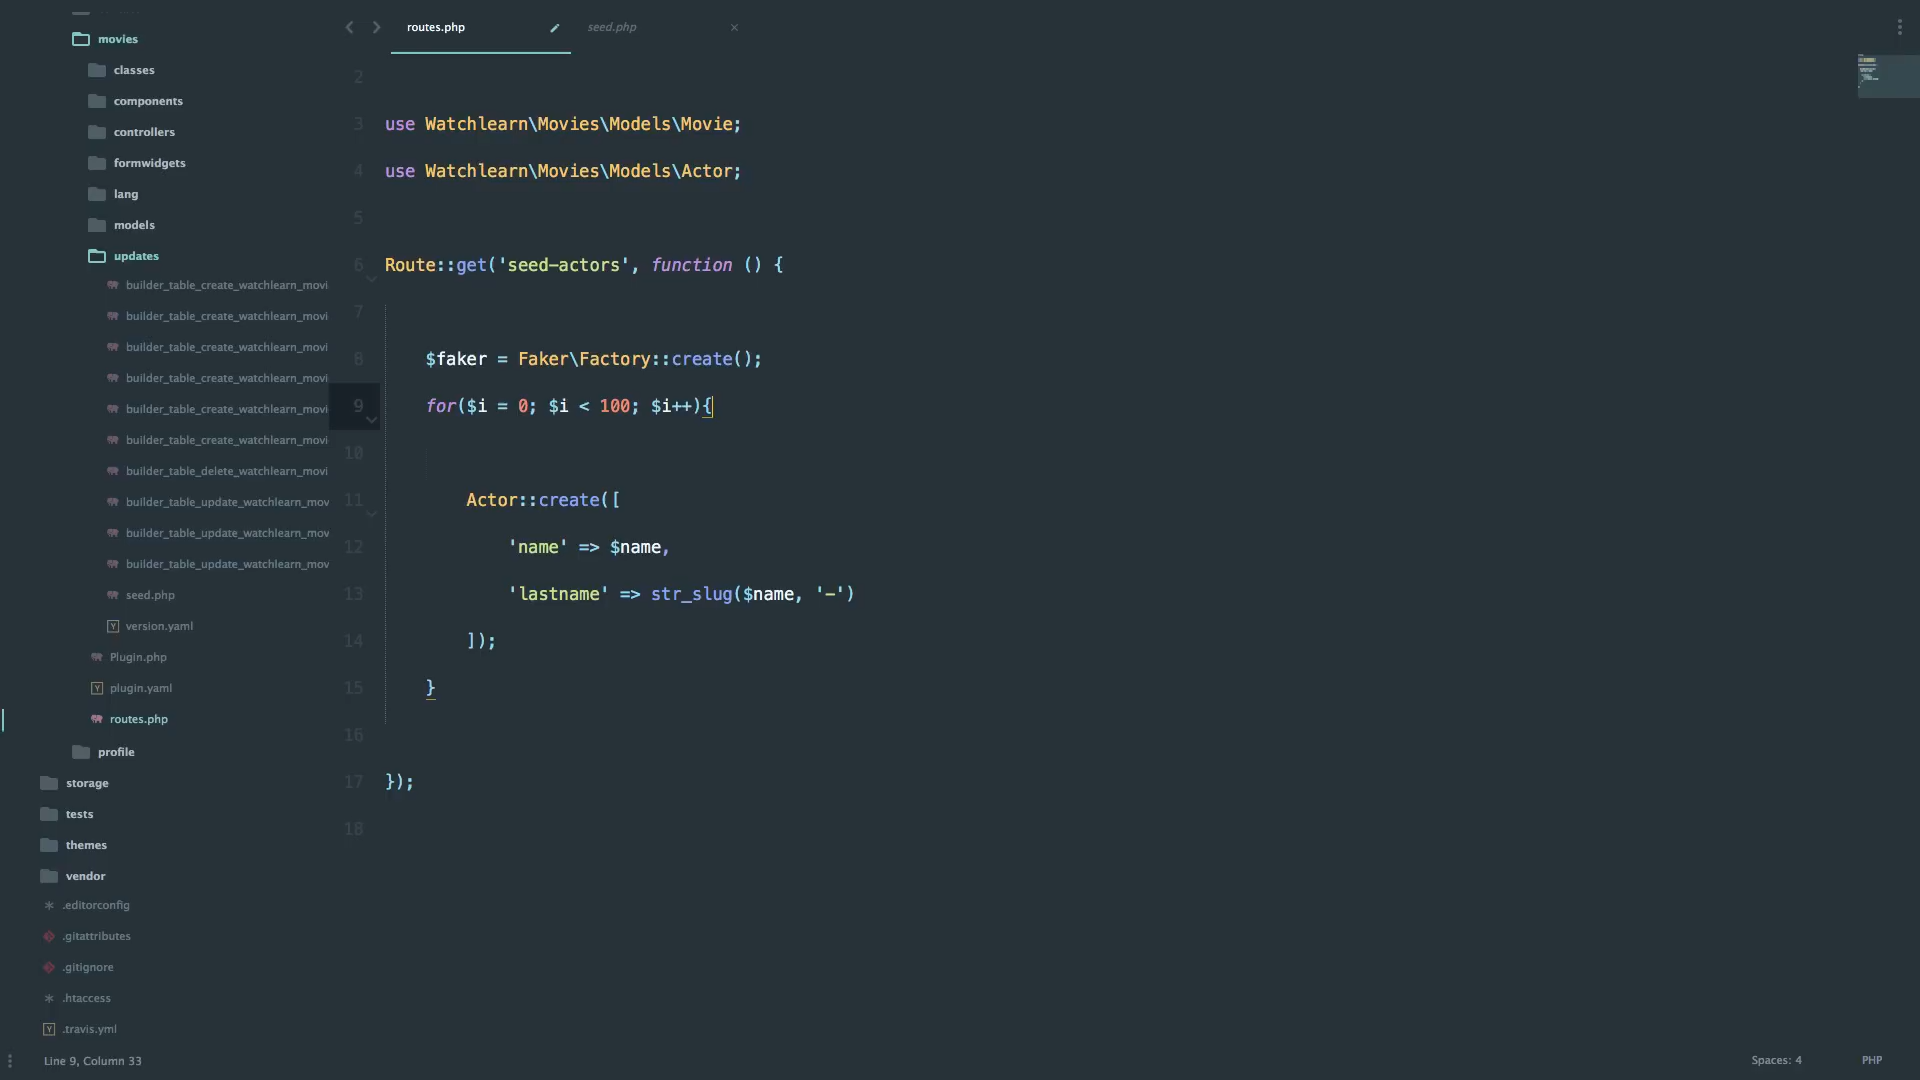 movies
classes
components
controllers
formwidgets
lang
models
updates
builder_table_create_watchlearn_movi
builder_table_create_watchlearn_movi
builder_table_create_watchlearn_movi
builder_table_create_watchlearn_movi
builder_table_create_watchlearn_movi
builder_table_create_watchlearn_movi
builder_table_delete_watchlearn_movi
builder_table_update_watchlearn_mov
builder_table_update_watchlearn_mov
builder_table_update_watchlearn_mov
seed.php
version.yaml
Plugin.php
plugin.yaml
routes.php
profile
storage
tests
themes
vendor
.editorconfig
.gitattributes
.gitignore
.htaccess
.travis.yml
routes.php
seed.php
2
3 use Watchlearn\Movies\Models\Movie;
4 use Watchlearn\Movies\Models\Actor;
5
6 Route::get('seed-actors', function () {
7
8 $faker = Faker\Factory::create();
9 for($i = 0; $i < 100; $i++){
10
11 Actor::create([
12 'name' => $name,
13 'lastname' => str_slug($name, '-')
14 ]);
15 }
16
17 });
18
Line 9, Column 33
Spaces: 4
PHP